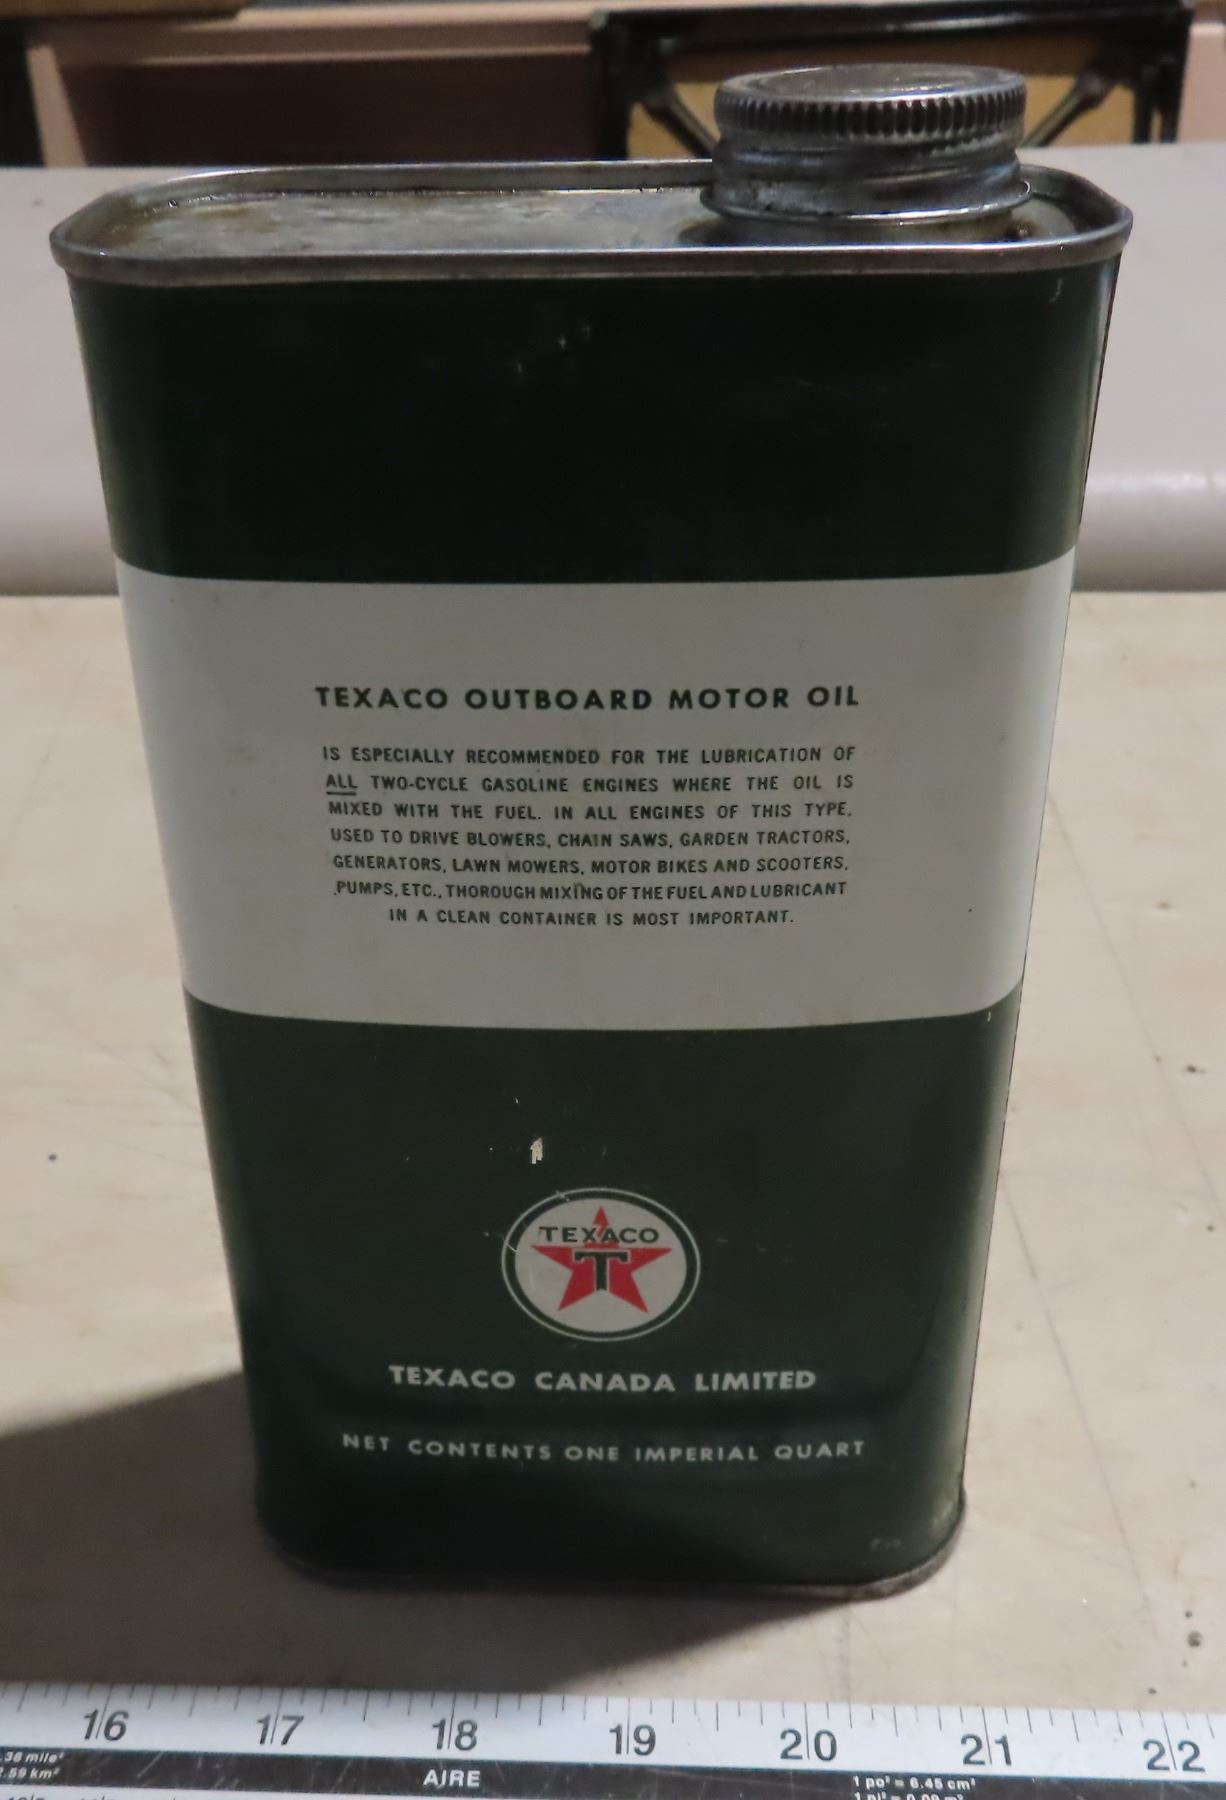 TEXACO OUTBOARD MOTOR OIL
IS ESPECIALLY RECOMMENDED FOR THE LUBRICATION OF
ALL TWO-CYCLE GASOLINE ENGINES WHERE THE OIL IS
MIXED WITH THE FUEL. IN ALL ENGINES OF THIS TYPE,
USED TO DRIVE BLOWERS, CHAIN SAWS, GARDEN TRACTORS,
GENERATORS, LAWN MOWERS, MOTOR BIKES AND SCOOTERS,
PUMPS, ETC., THOROUGH MIXING OF THE FUEL AND LUBRICANT
IN A CLEAN CONTAINER IS MOST IMPORTANT.
TEXACO
T
TEXACO CANADA LIMITED
NET CONTENTS ONE IMPERIAL QUART
16 17 18 19 20 21 22
.36 mile²
.59 km²
AIRE
1 po² = 6.45 cm²